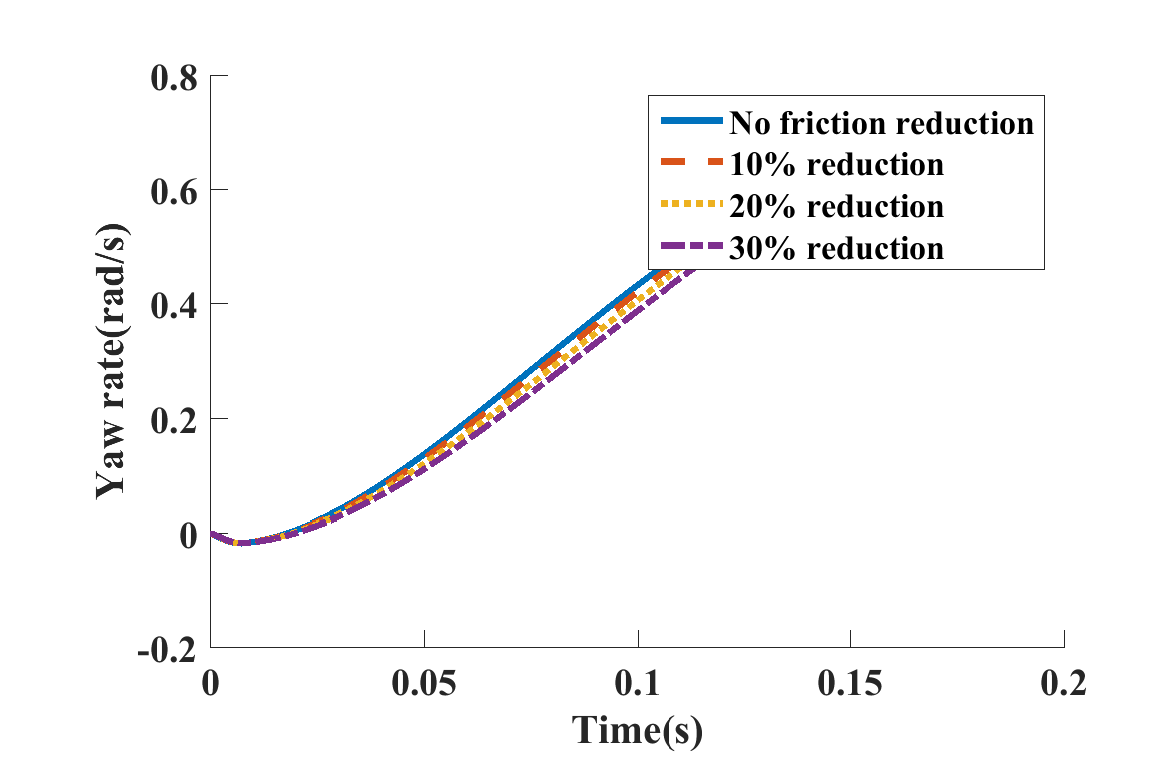 0.8
0.6
0.4
0.2
0
-0.2
Yaw rate(rad/s)
No friction reduction
10% reduction
20% reduction
30% reduction
0
0.05
0.1
0.15
0.2
Time(s)